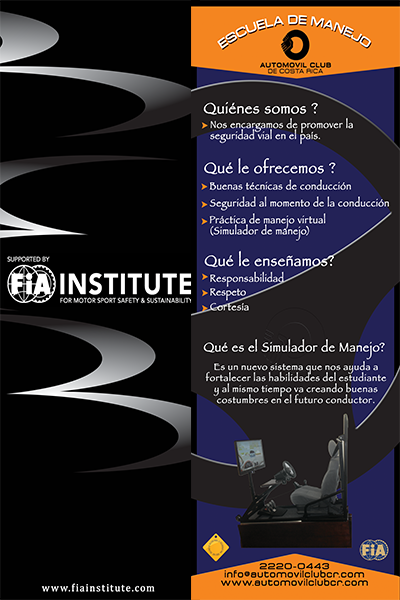 SUPPORTED BY
FiA INSTITUTE
FOR MOTOR SPORT SAFETY & SUSTAINABILITY
www.fiainstitute.com
ESCUELA DE MANEJO
AUTOMOVIL CLUB
DE COSTA RICA
Quiénes somos ?
Nos encargamos de promover la
seguridad vial en el país.
Qué le ofrecemos ?
Buenas técnicas de conducción
Seguridad al momento de la conducción
Práctica de manejo virtual
(Simulador de manejo)
Qué le enseñamos?
Responsabilidad
Respeto
Cortesía
Qué es el Simulador de Manejo?
Es un nuevo sistema que nos ayuda a
fortalecer las habilidades del estudiante
y al mismo tiempo va creando buenas
costumbres en el futuro conductor.
FiA
2220-0443
info@automovilclubcr.com
www.automovilclubcr.com